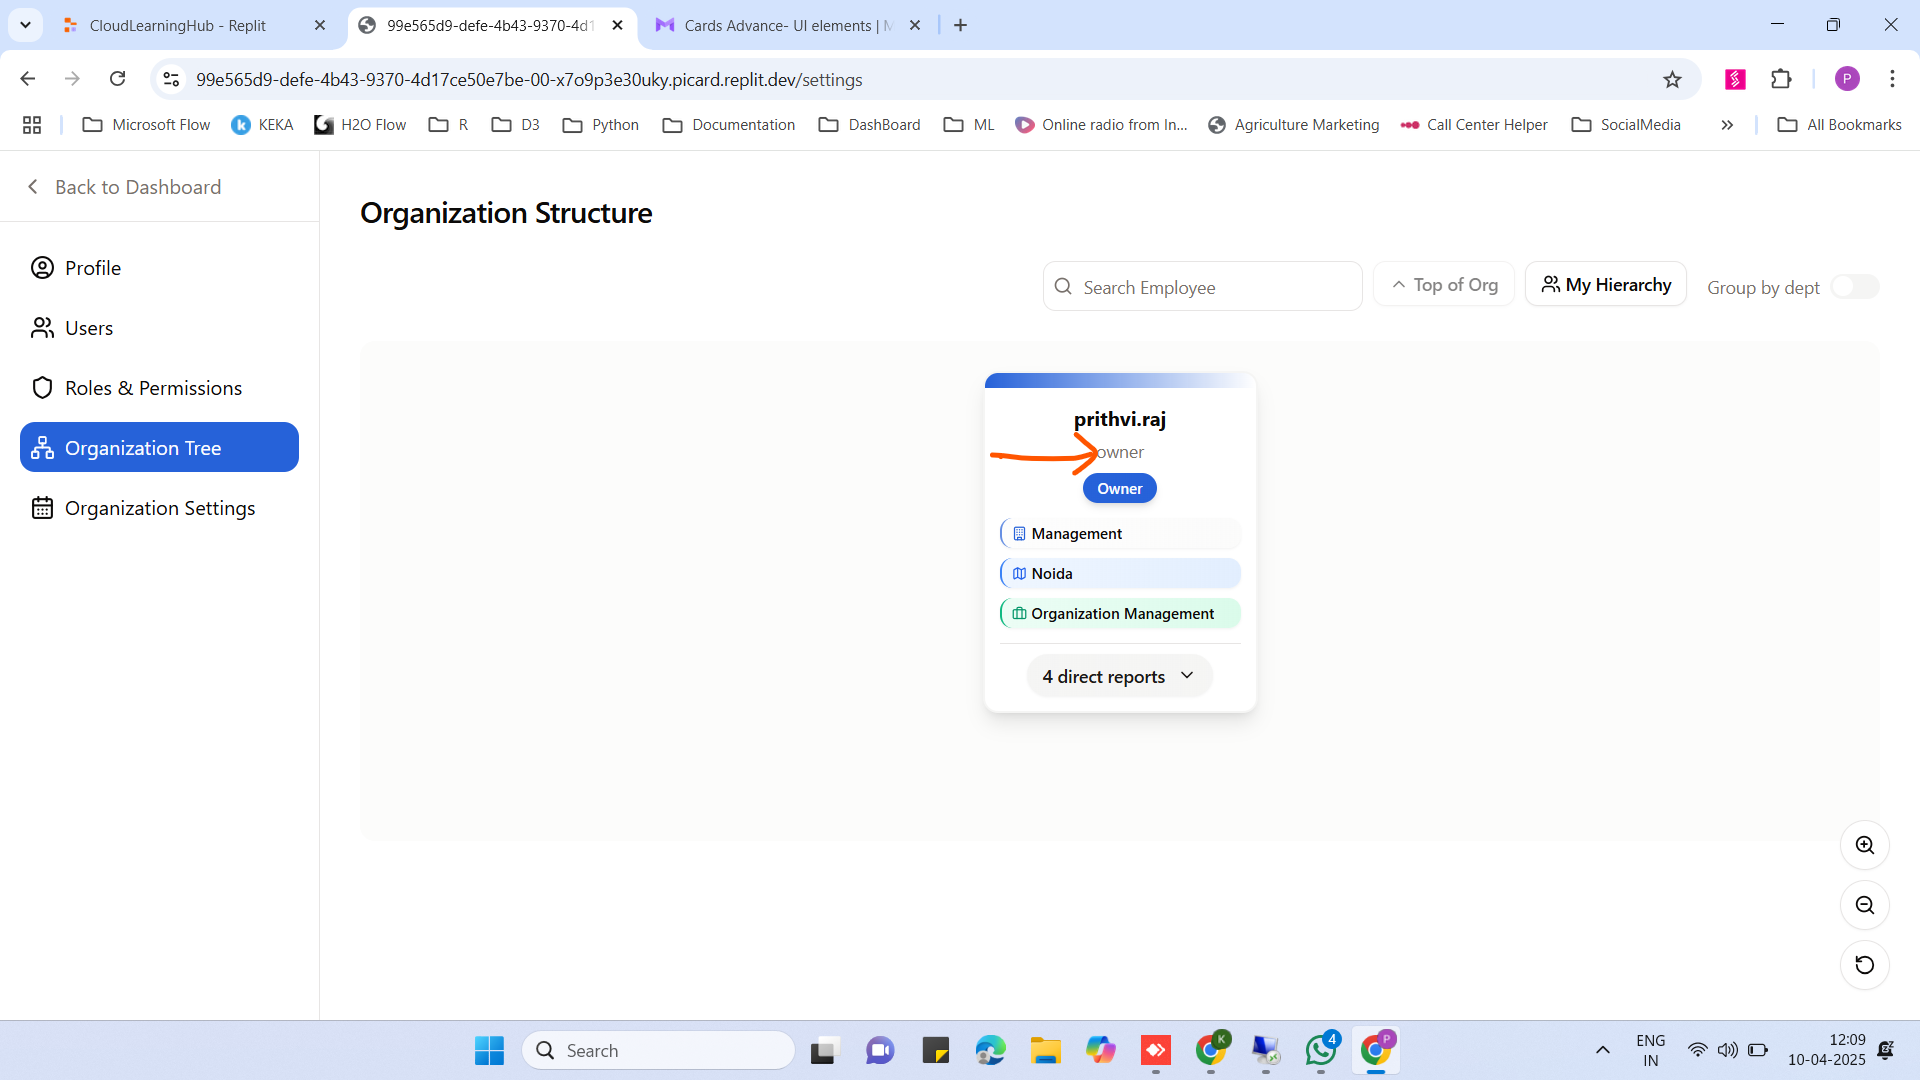 CloudLearningHub - Replit
99e565d9-defe-4b43-9370-4d1
Cards Advance- UI elements | M
99e565d9-defe-4b43-9370-4d17ce50e7be-00-x7o9p3e30uky.picard.replit.dev/settings
P
Microsoft Flow
KEKA
H2O Flow
R
D3
Python
Documentation
DashBoard
ML
Online radio from In...
Agriculture Marketing
Call Center Helper
SocialMedia
All Bookmarks
Back to Dashboard
Organization Structure
Profile
Users
Roles & Permissions
Organization Tree
Organization Settings
Search Employee
Top of Org
My Hierarchy
Group by dept
prithvi.raj
owner
Owner
Management
Noida
Organization Management
4 direct reports
Search
K
4
P
ENG
IN
12:09
10-04-2025